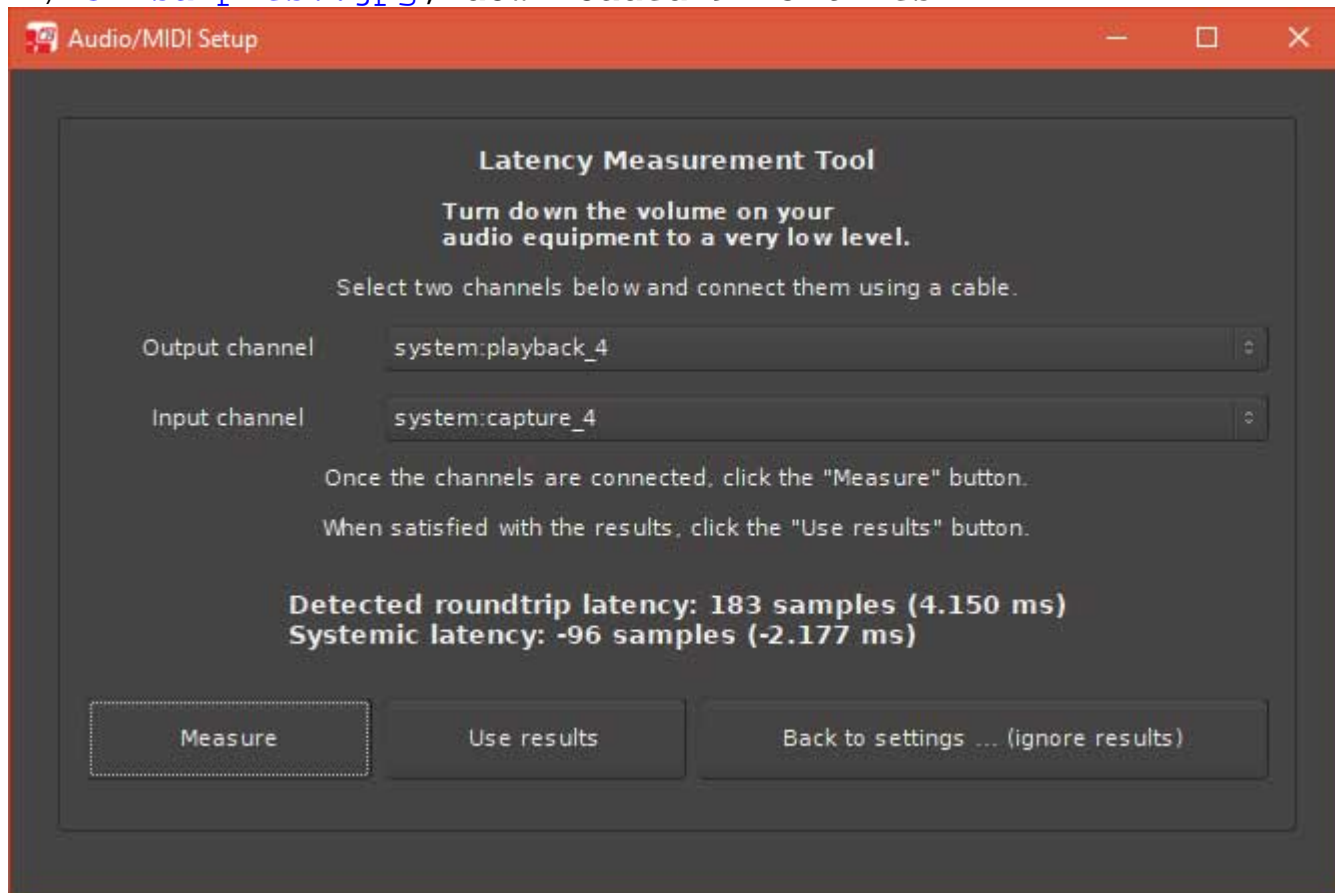 Audio/MIDI Setup
Latency Measurement Tool
Turn down the volume on your
audio equipment to a very low level.
Select two channels below and connect them using a cable.
Output channel system:playback_4
Input channel system:capture_4
Once the channels are connected, click the "Measure" button.
When satisfied with the results, click the "Use results" button.
Detected roundtrip latency: 183 samples (4.150 ms)
Systemic latency: -96 samples (-2.177 ms)
Measure Use results Back to settings ... (ignore results)